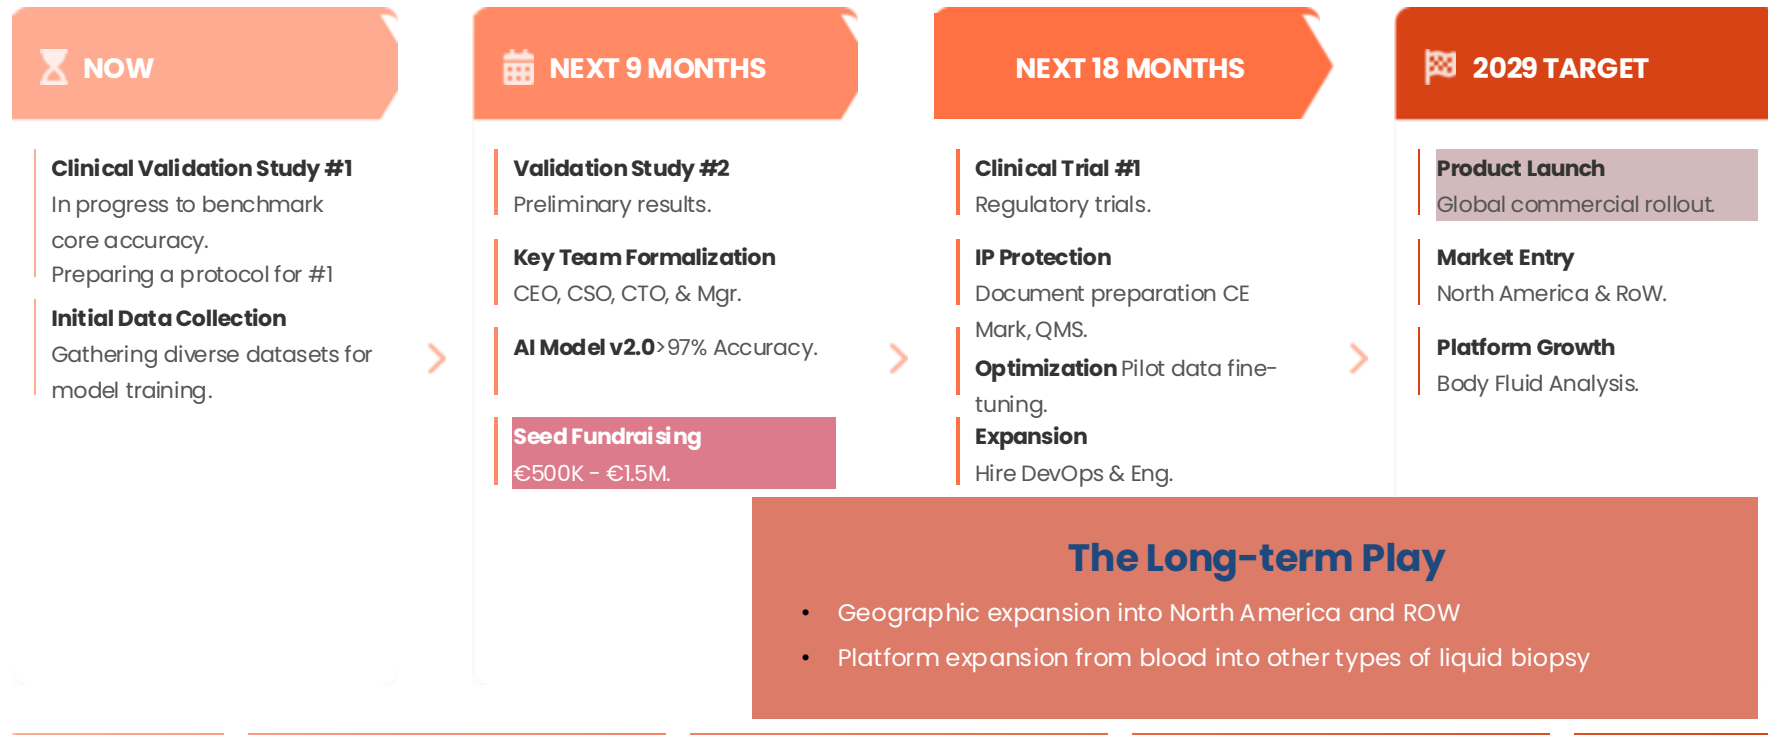 NOW
Clinical Validation Study #1
In progress to benchmark
core accuracy.
Preparing a protocol for #1
Initial Data Collection
Gathering diverse datasets for
model training.
NEXT 9 MONTHS
Validation Study #2
Preliminary results.
Key Team Formalization
CEO, CSO, CTO, & Mgr.
AI Model v2.0>97% Accuracy.
Seed Fundraising
€500K - €1.5M.
NEXT 18 MONTHS
Clinical Trial #1
Regulatory trials.
IP Protection
Document preparation CE
Mark, QMS.
Optimization Pilot data fine-
tuning.
Expansion
Hire DevOps & Eng.
2029 TARGET
Product Launch
Global commercial rollout.
Market Entry
North America & RoW.
Platform Growth
Body Fluid Analysis.
The Long-term Play
• Geographic expansion into North America and ROW
• Platform expansion from blood into other types of liquid biopsy